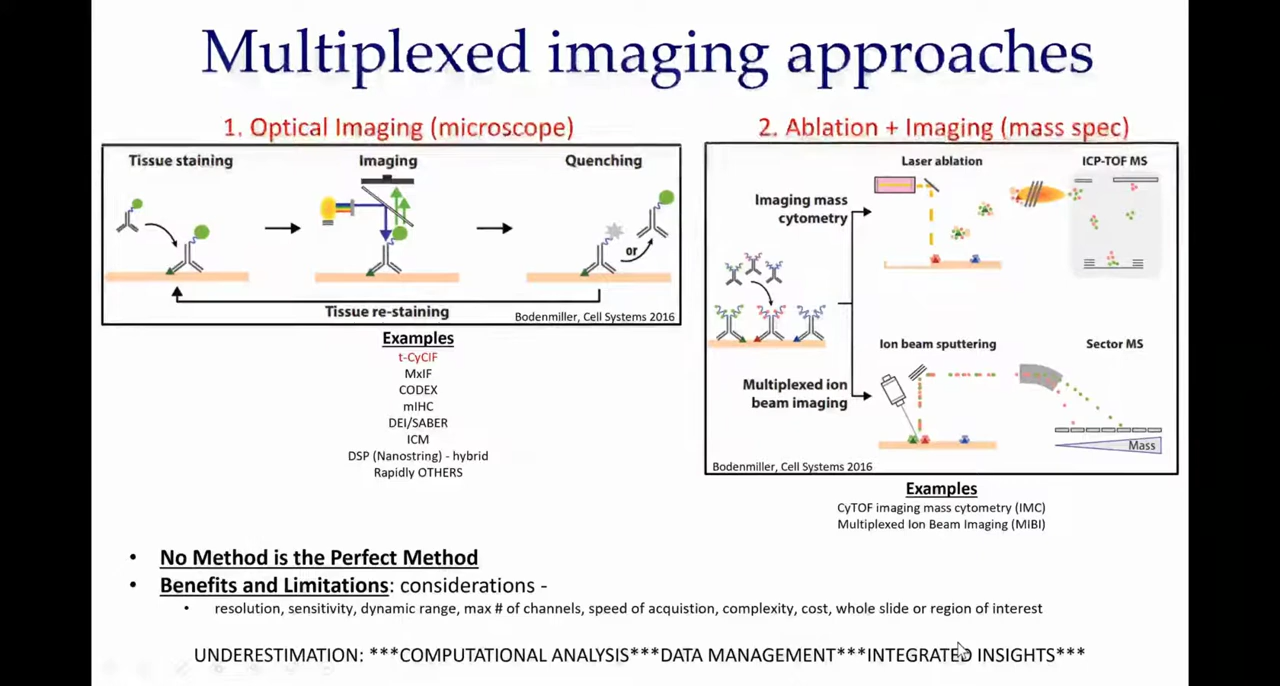 Multiplexed imaging approaches
1. Optical Imaging (microscope)
Tissue staining
Imaging
Quenching
or
Tissue re-staining
Bodenmiller, Cell Systems 2016
Examples
t-CyCIF
MxIF
CODEX
mIHC
DEI/SABER
ICM
DSP (Nanostring) - hybrid
Rapidly OTHERS
2. Ablation + Imaging (mass spec)
Laser ablation
ICP-TOF MS
Imaging mass
cytometry
Ion beam sputtering
Sector MS
Multiplexed ion
beam imaging
Mass
Bodenmiller, Cell Systems 2016
Examples
CyTOF imaging mass cytometry (IMC)
Multiplexed Ion Beam Imaging (MIBI)
• No Method is the Perfect Method
• Benefits and Limitations: considerations -
• resolution, sensitivity, dynamic range, max # of channels, speed of acquistion, complexity, cost, whole slide or region of interest
UNDERESTIMATION: ***COMPUTATIONAL ANALYSIS***DATA MANAGEMENT***INTEGRATED INSIGHTS***